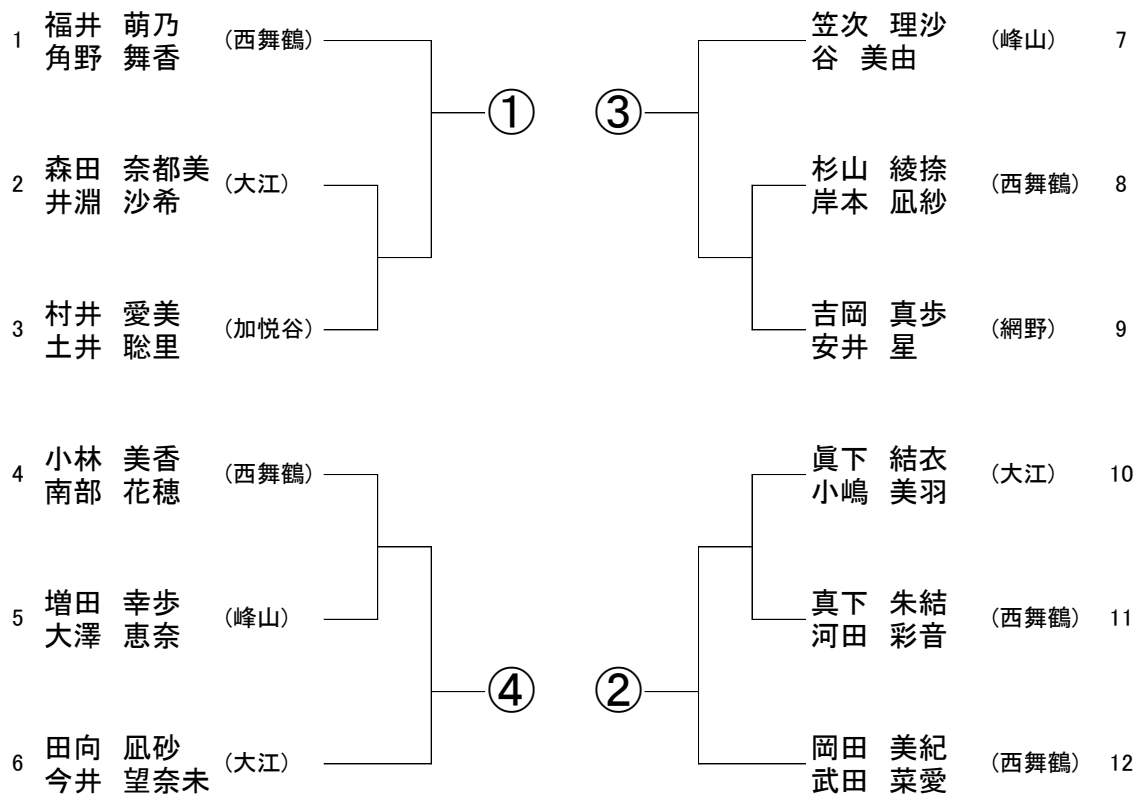 1 福井 萌乃 (西舞鶴)
角野 舞香
①
2 森田 奈都美 (大江)
井淵 沙希
3 村井 愛美 (加悦谷)
土井 聡里
4 小林 美香 (西舞鶴)
南部 花穂
5 増田 幸歩 (峰山)
大澤 恵奈
④
6 田向 凪砂 (大江)
今井 望奈未
笠次 理沙 (峰山) 7
谷 美由
③
杉山 綾捺 (西舞鶴) 8
岸本 凪紗
吉岡 真歩 (網野) 9
安井 星
眞下 結衣 (大江) 10
小嶋 美羽
真下 朱結 (西舞鶴) 11
河田 彩音
②
岡田 美紀 (西舞鶴) 12
武田 菜愛